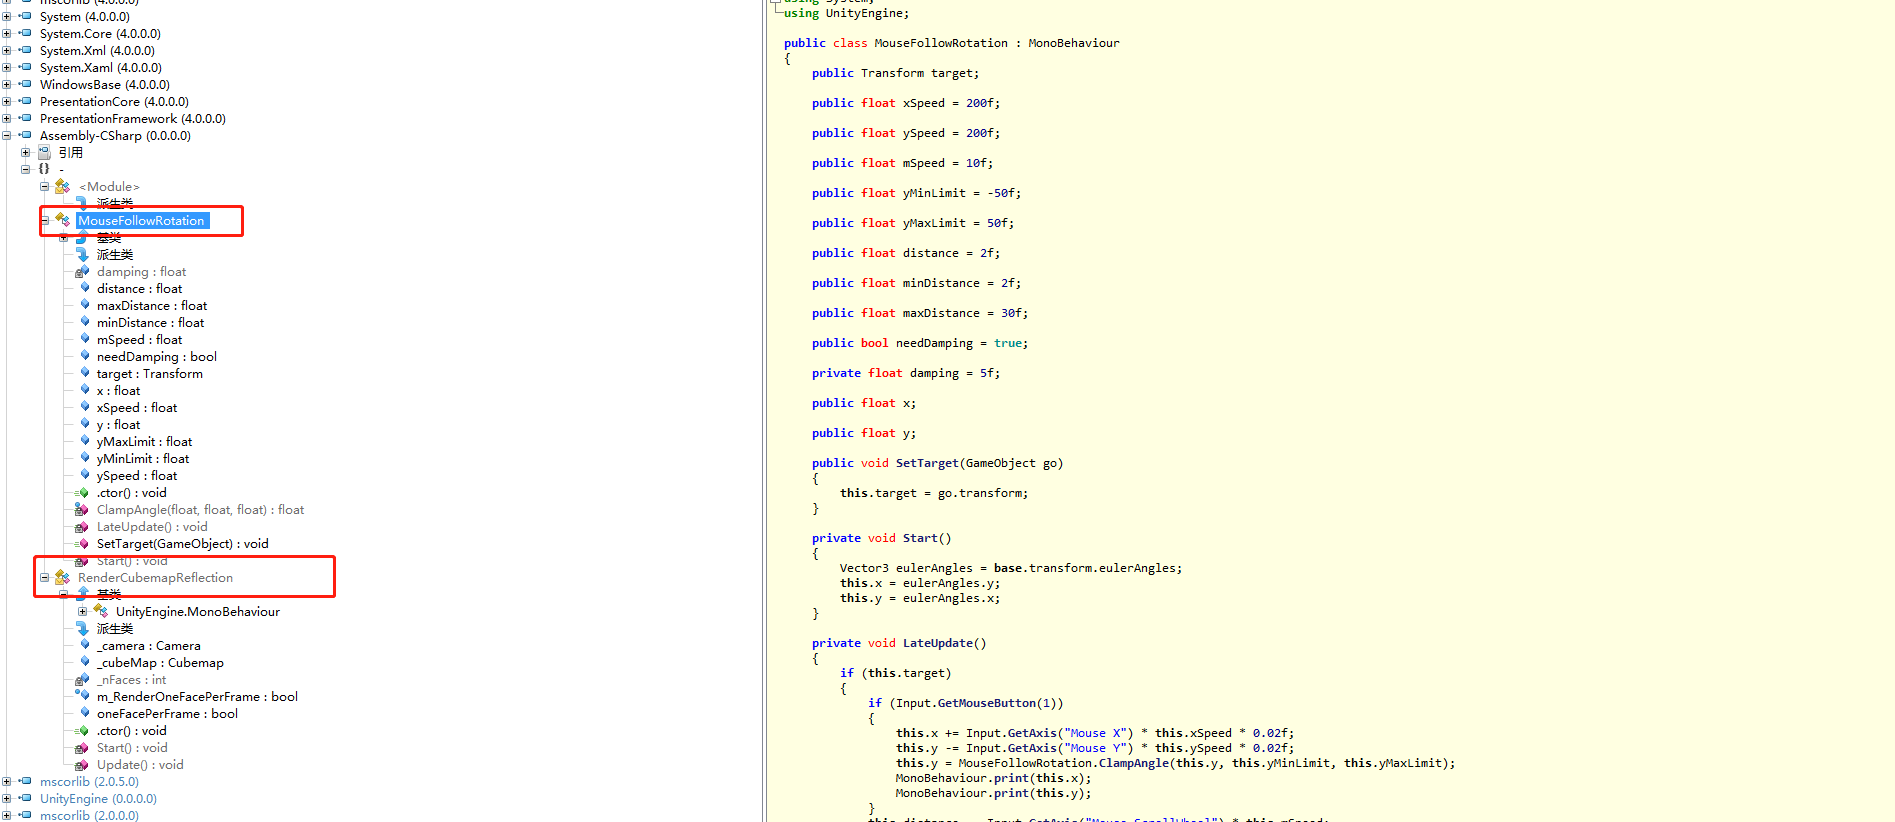 mscorlib (4.0.0.0)
System (4.0.0.0)
System.Core (4.0.0.0)
System.Xml (4.0.0.0)
System.Xaml (4.0.0.0)
WindowsBase (4.0.0.0)
PresentationCore (4.0.0.0)
PresentationFramework (4.0.0.0)
Assembly-CSharp (0.0.0.0)
引用
{} -
<Module>
派生类
MouseFollowRotation
基类
派生类
damping : float
distance : float
maxDistance : float
minDistance : float
mSpeed : float
needDamping : bool
target : Transform
x : float
xSpeed : float
y : float
yMaxLimit : float
yMinLimit : float
ySpeed : float
.ctor() : void
ClampAngle(float, float, float) : float
LateUpdate() : void
SetTarget(GameObject) : void
Start() : void
RenderCubemapReflection
基类
UnityEngine.MonoBehaviour
派生类
_camera : Camera
_cubeMap : Cubemap
_nFaces : int
m_RenderOneFacePerFrame : bool
oneFacePerFrame : bool
.ctor() : void
Start() : void
Update() : void
mscorlib (2.0.5.0)
UnityEngine (0.0.0.0)
mscorlib (2.0.0.0)
using System;
using UnityEngine;
public class MouseFollowRotation : MonoBehaviour
{
public Transform target;
public float xSpeed = 200f;
public float ySpeed = 200f;
public float mSpeed = 10f;
public float yMinLimit = -50f;
public float yMaxLimit = 50f;
public float distance = 2f;
public float minDistance = 2f;
public float maxDistance = 30f;
public bool needDamping = true;
private float damping = 5f;
public float x;
public float y;
public void SetTarget(GameObject go)
{
this.target = go.transform;
}
private void Start()
{
Vector3 eulerAngles = base.transform.eulerAngles;
this.x = eulerAngles.y;
this.y = eulerAngles.x;
}
private void LateUpdate()
{
if (this.target)
{
if (Input.GetMouseButton(1))
{
this.x += Input.GetAxis("Mouse X") * this.xSpeed * 0.02f;
this.y -= Input.GetAxis("Mouse Y") * this.ySpeed * 0.02f;
this.y = MouseFollowRotation.ClampAngle(this.y, this.yMinLimit, this.yMaxLimit);
MonoBehaviour.print(this.x);
MonoBehaviour.print(this.y);
}
this.distance -= Input.GetAxis("Mouse ScrollWheel") * this.mSpeed;